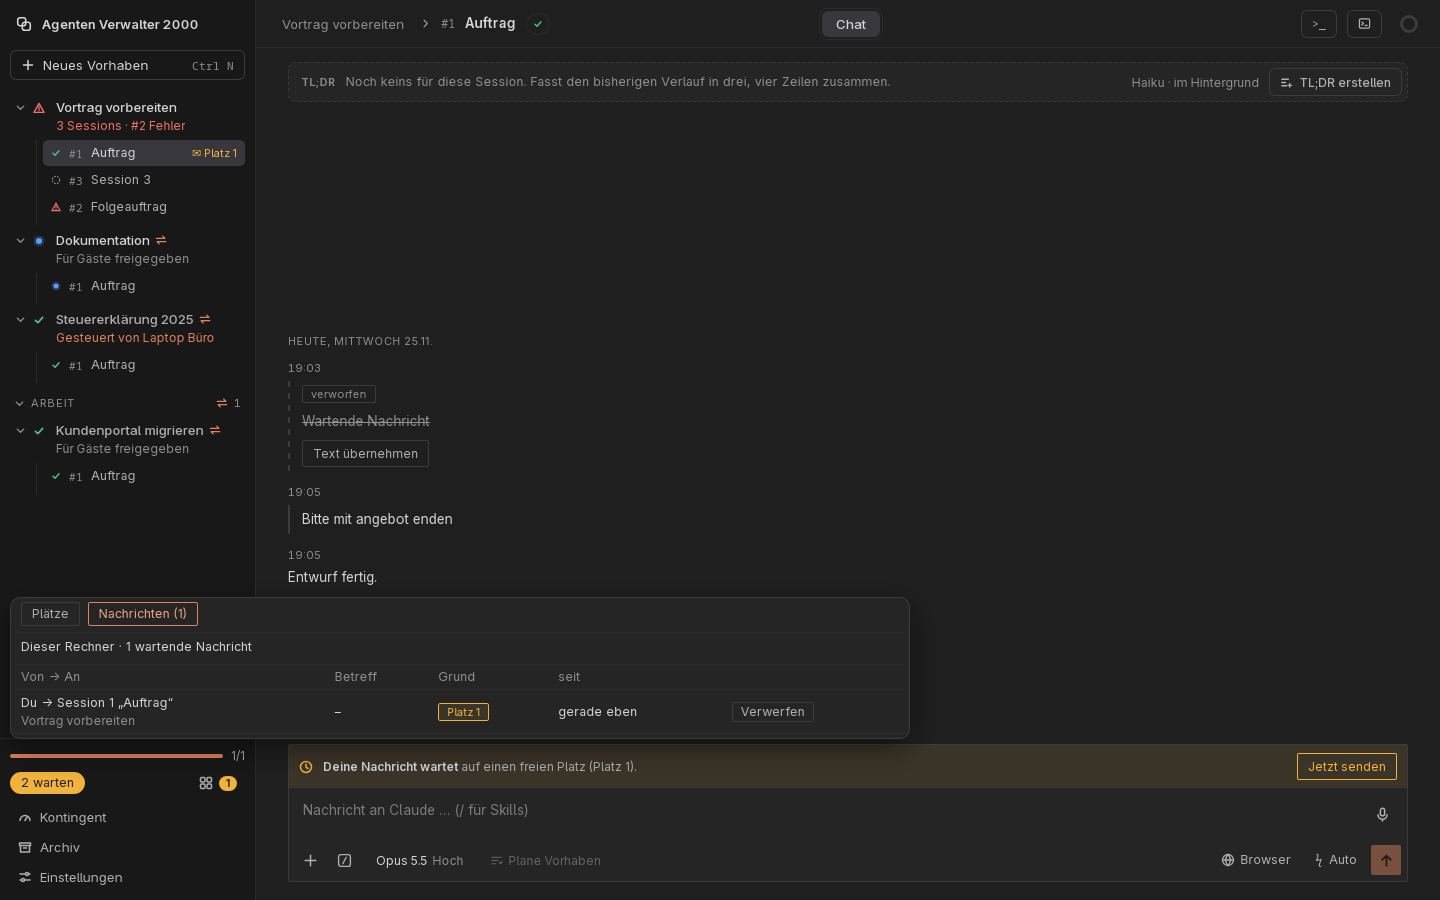 Agenten Verwalter 2000
Neues Vorhaben Ctrl N
Vortrag vorbereiten
3 Sessions · #2 Fehler
#1 Auftrag ✉ Platz 1
#3 Session 3
#2 Folgeauftrag
Dokumentation
Für Gäste freigegeben
#1 Auftrag
Steuererklärung 2025
Gesteuert von Laptop Büro
#1 Auftrag
ARBEIT 1
Kundenportal migrieren
Für Gäste freigegeben
#1 Auftrag
Vortrag vorbereiten > #1 Auftrag
Chat
>_
TL;DR Noch keins für diese Session. Fasst den bisherigen Verlauf in drei, vier Zeilen zusammen. Haiku · im Hintergrund TL;DR erstellen
HEUTE, MITTWOCH 25.11.
19:03
verworfen
Wartende Nachricht
Text übernehmen
19:05
Bitte mit angebot enden
19:05
Entwurf fertig.
Plätze Nachrichten (1)
Dieser Rechner · 1 wartende Nachricht
Von → An Betreff Grund seit
Du → Session 1 „Auftrag“ – Platz 1 gerade eben Verwerfen
Vortrag vorbereiten
1/1
2 warten 1
Kontingent
Archiv
Einstellungen
Deine Nachricht wartet auf einen freien Platz (Platz 1). Jetzt senden
Nachricht an Claude … (/ für Skills)
Opus 5.5 Hoch Plane Vorhaben Browser Auto